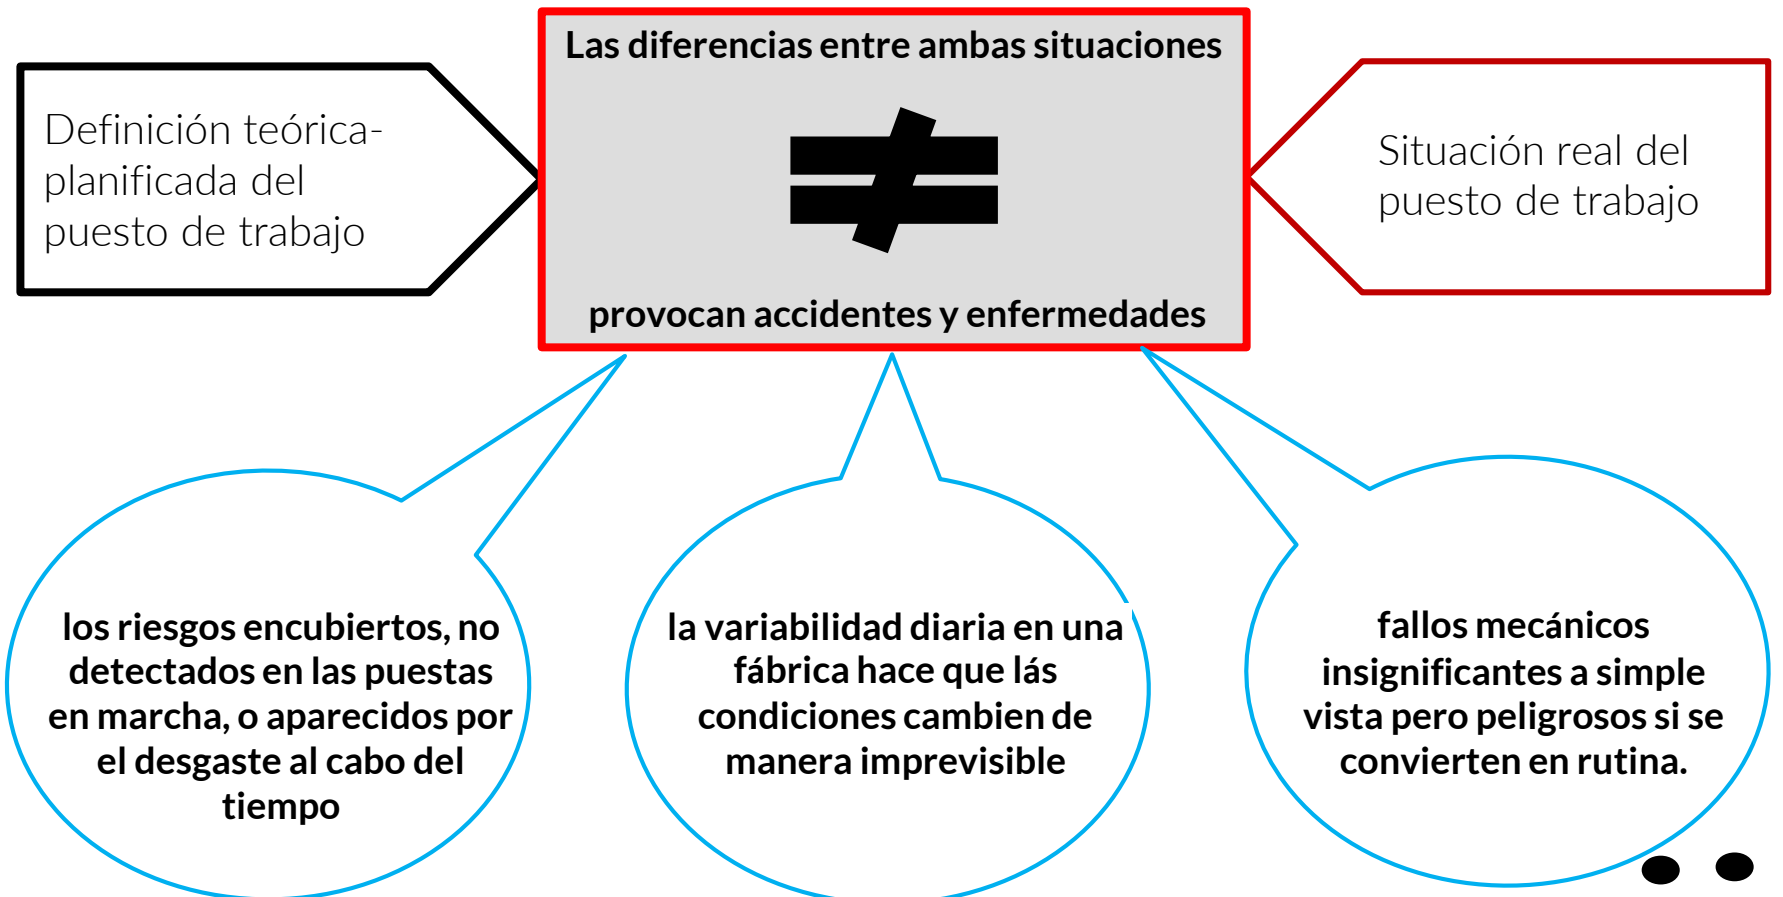 Las diferencias entre ambas situaciones
Definición teórica-
planificada del
puesto de trabajo
≠
Situación real del
puesto de trabajo
provocan accidentes y enfermedades
los riesgos encubiertos, no
detectados en las puestas
en marcha, o aparecidos por
el desgaste al cabo del
tiempo
la variabilidad diaria en una
fábrica hace que lás
condiciones cambien de
manera imprevisible
fallos mecánicos
insignificantes a simple
vista pero peligrosos si se
convierten en rutina.